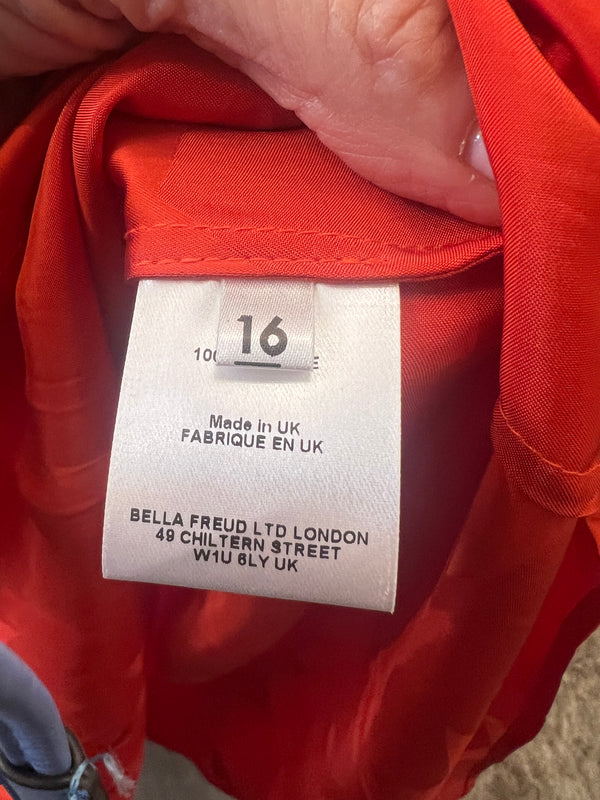 16
Made in UK
FABRIQUE EN UK
BELLA FREUD LTD LONDON
49 CHILTERN STREET
W1U 6LY UK